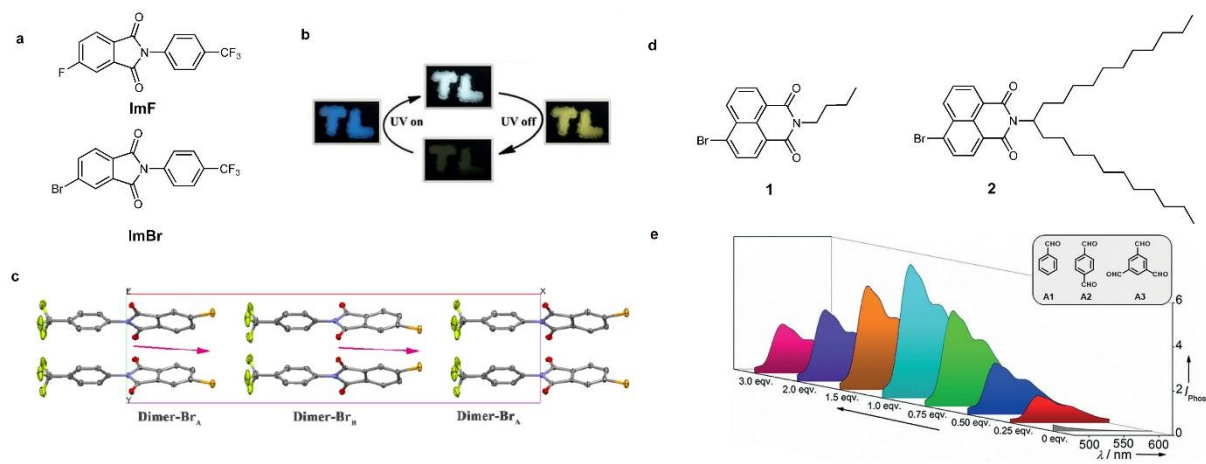 a
O
N
CF3
F
O
ImF
O
N
CF3
Br
O
ImBr
b
TL
TL
UV on
UV off
TL
c
X
Y
Dimer-BrA
Dimer-BrB
Dimer-BrA
d
O
N
Br
O
1
O
N
Br
O
2
e
CHO
CHO
CHO
CHO
OHC
CHO
A1
A2
A3
6
4
2
0
IPhos
3.0 eqv.
2.0 eqv.
1.5 eqv.
1.0 eqv.
0.75 eqv.
0.50 eqv.
0.25 eqv.
0 eqv.
500
550
600
λ / nm